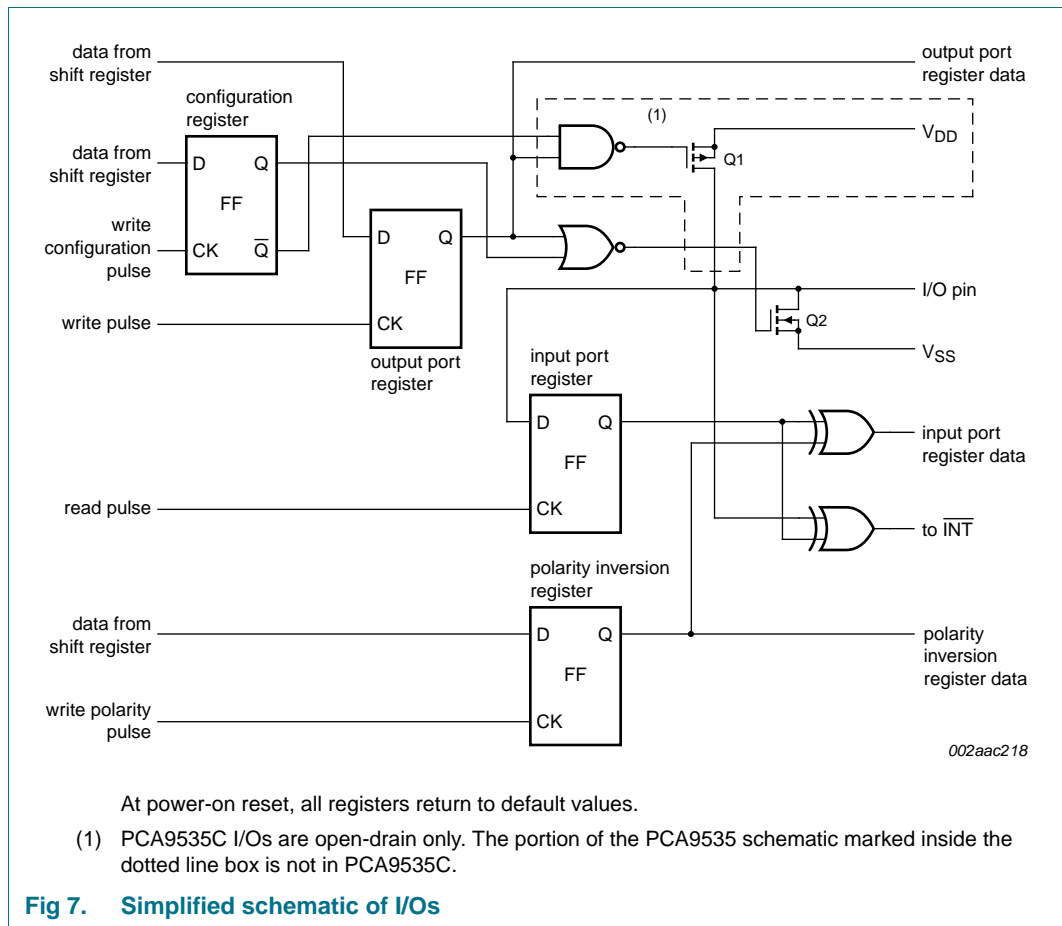 data from
shift register
output port
register data
configuration
register
(1)
V_DD
data from
shift register
D
Q
Q1
FF
write
configuration
pulse
CK
Q̅
D
Q
FF
I/O pin
Q2
write pulse
CK
V_SS
output port
register
input port
register
D
Q
input port
register data
FF
read pulse
CK
to I̅N̅T̅
polarity inversion
register
data from
shift register
D
Q
polarity
inversion
register data
FF
write polarity
pulse
CK
002aac218
At power-on reset, all registers return to default values.
(1) PCA9535C I/Os are open-drain only. The portion of the PCA9535 schematic marked inside the
dotted line box is not in PCA9535C.
Fig 7. Simplified schematic of I/Os